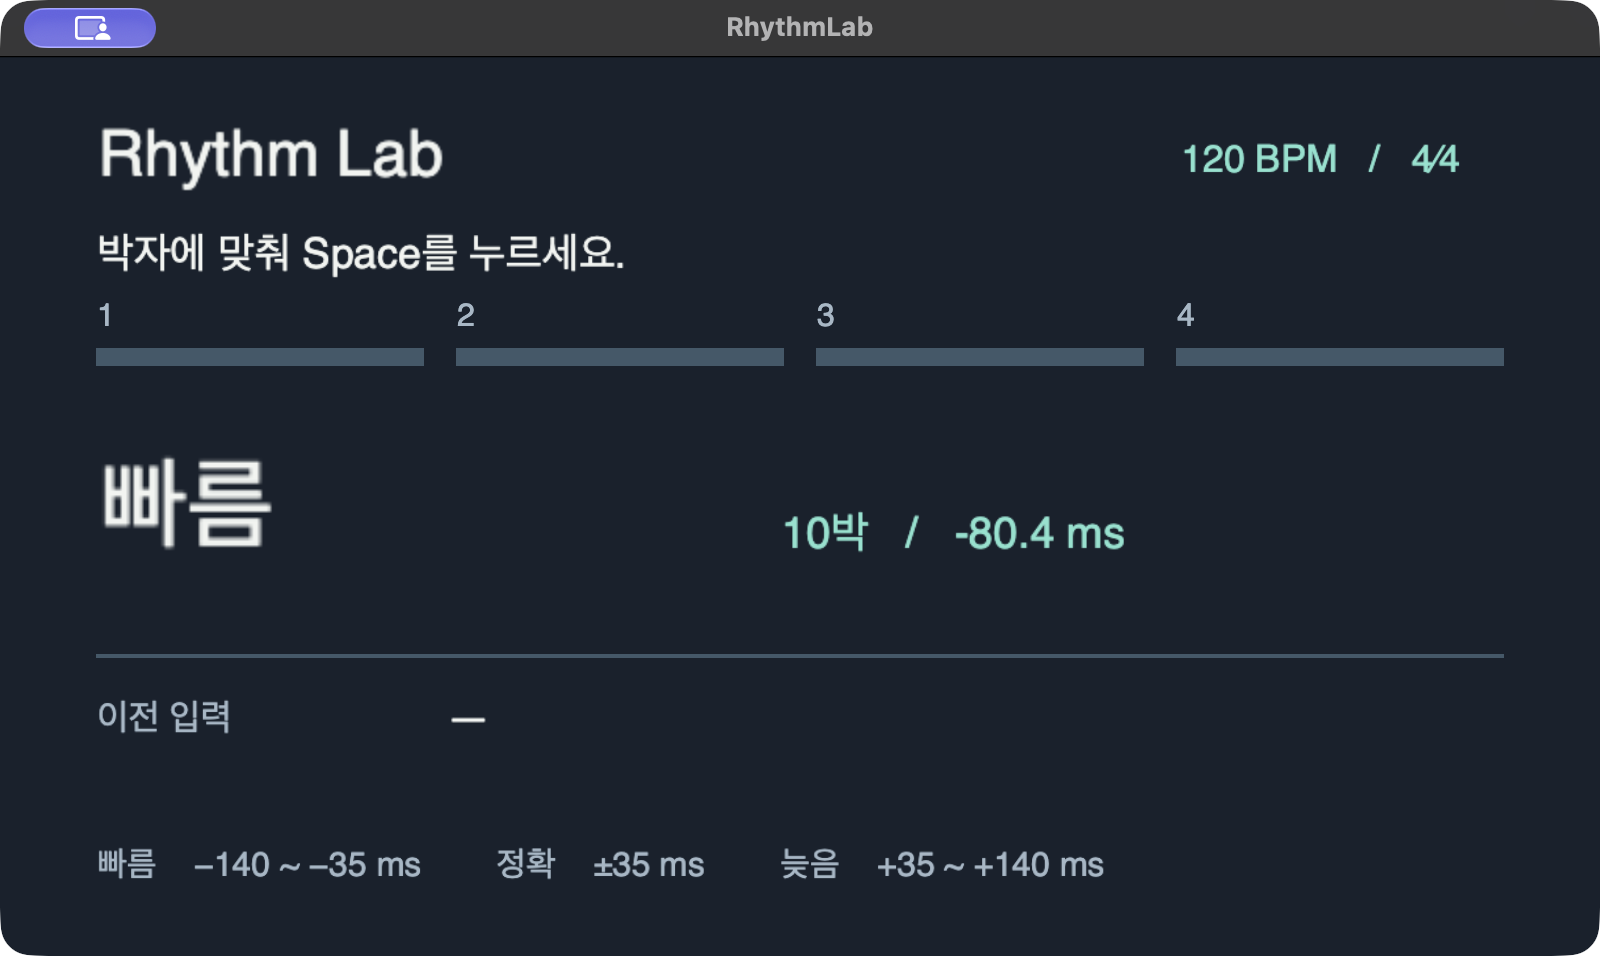 RhythmLab
Rhythm Lab
120 BPM / 4/4
박자에 맞춰 Space를 누르세요.
1 2 3 4
빠름
10박 / -80.4 ms
이전 입력 —
빠름 −140 ~ −35 ms 정확 ±35 ms 늦음 +35 ~ +140 ms